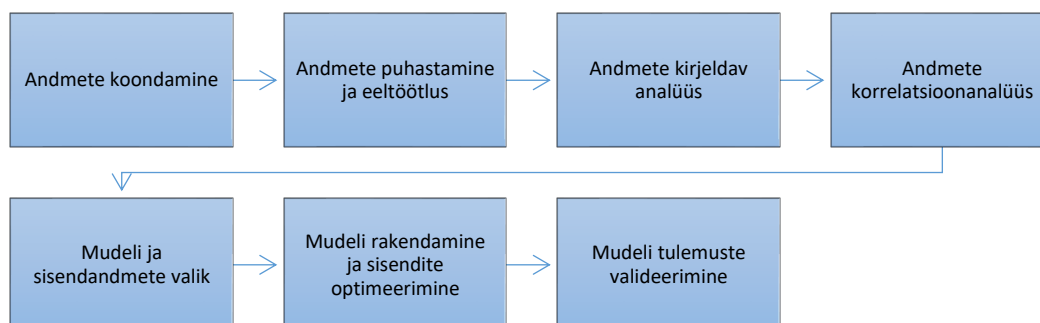 Andmete koondamine
Andmete puhastamine
ja eeltöötlus
Andmete kirjeldav
analüüs
Andmete
korrelatsioonanalüüs
Mudeli ja
sisendandmete valik
Mudeli rakendamine
ja sisendite
optimeerimine
Mudeli tulemuste
valideerimine